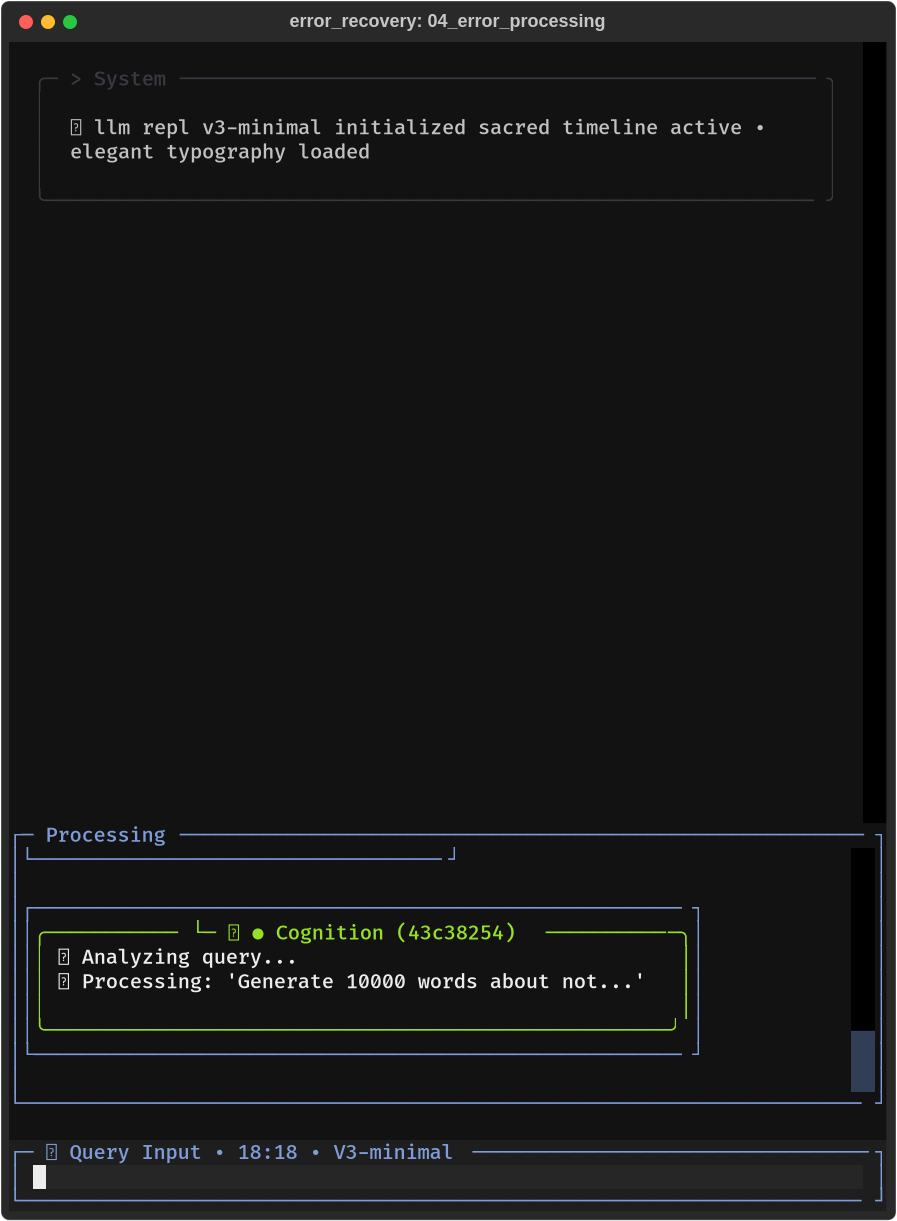 error_recovery: 04_error_processing
> System
llm repl v3-minimal initialized sacred timeline active •
elegant typography loaded
Processing
● Cognition (43c38254)
Analyzing query...
Processing: 'Generate 10000 words about not...'
Query Input • 18:18 • V3-minimal